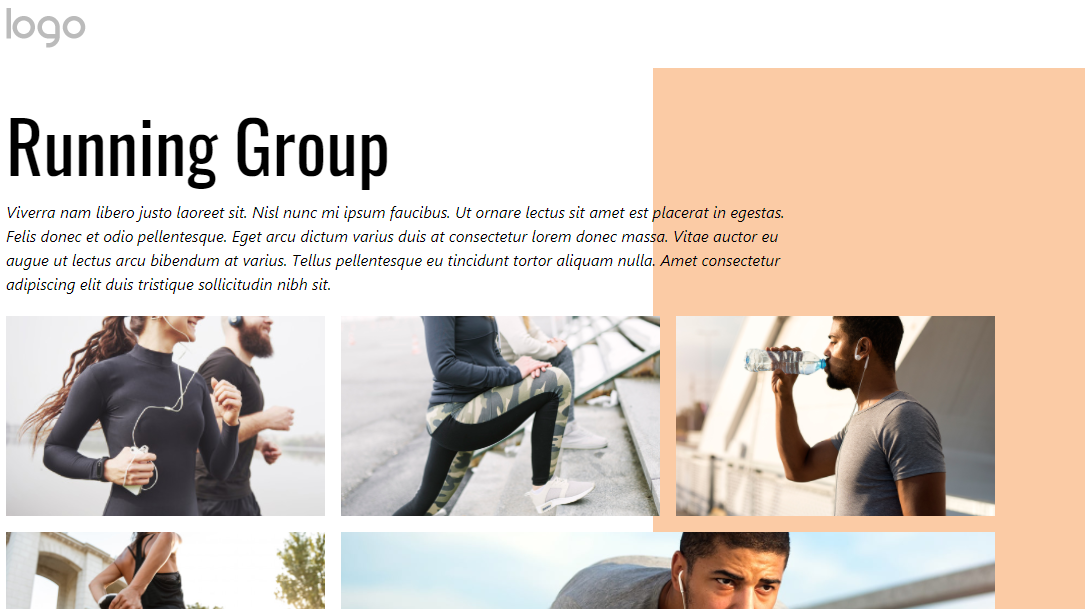 logo
Running Group
Viverra nam libero justo laoreet sit. Nisl nunc mi ipsum faucibus. Ut ornare lectus sit amet est placerat in egestas.
Felis donec et odio pellentesque. Eget arcu dictum varius duis at consectetur lorem donec massa. Vitae auctor eu
augue ut lectus arcu bibendum at varius. Tellus pellentesque eu tincidunt tortor aliquam nulla. Amet consectetur
adipiscing elit duis tristique sollicitudin nibh sit.